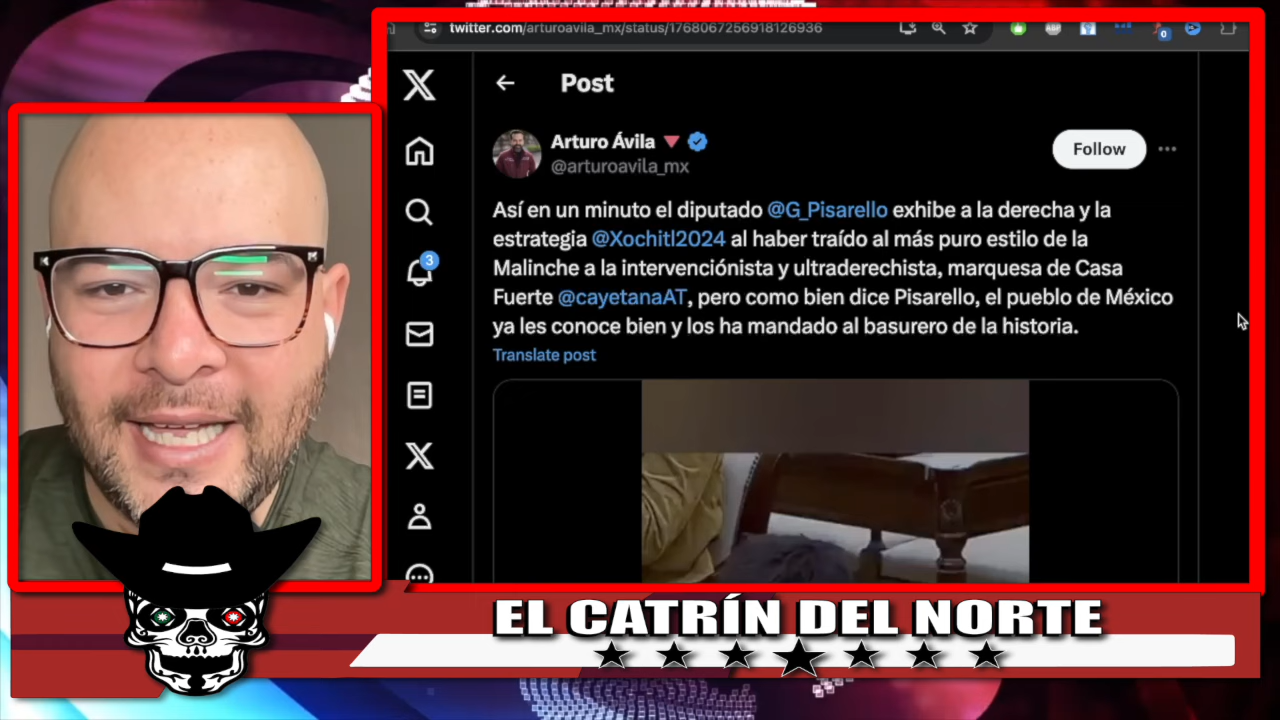 twitter.com/arturoavila_mx/status/1768067256918126936
Post
Arturo Ávila
@arturoavila_mx
Follow
Así en un minuto el diputado @G_Pisarello exhibe a la derecha y la
estrategia @Xochitl2024 al haber traído al más puro estilo de la
Malinche a la intervenciónista y ultraderechista, marquesa de Casa
Fuerte @cayetanaAT, pero como bien dice Pisarello, el pueblo de México
ya les conoce bien y los ha mandado al basurero de la historia.
Translate post
3
0
EL CATRÍN DEL NORTE